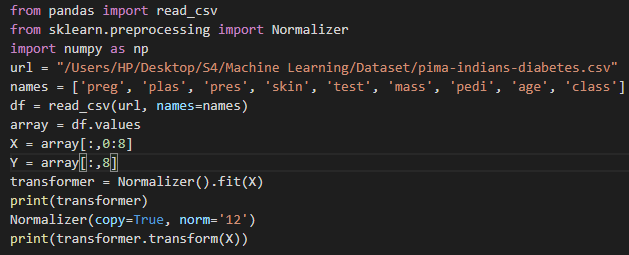 from pandas import read_csv
from sklearn.preprocessing import Normalizer
import numpy as np
url = "/Users/HP/Desktop/S4/Machine Learning/Dataset/pima-indians-diabetes.csv"
names = ['preg', 'plas', 'pres', 'skin', 'test', 'mass', 'pedi', 'age', 'class']
df = read_csv(url, names=names)
array = df.values
X = array[:,0:8]
Y = array[:,8]
transformer = Normalizer().fit(X)
print(transformer)
Normalizer(copy=True, norm='12')
print(transformer.transform(X))